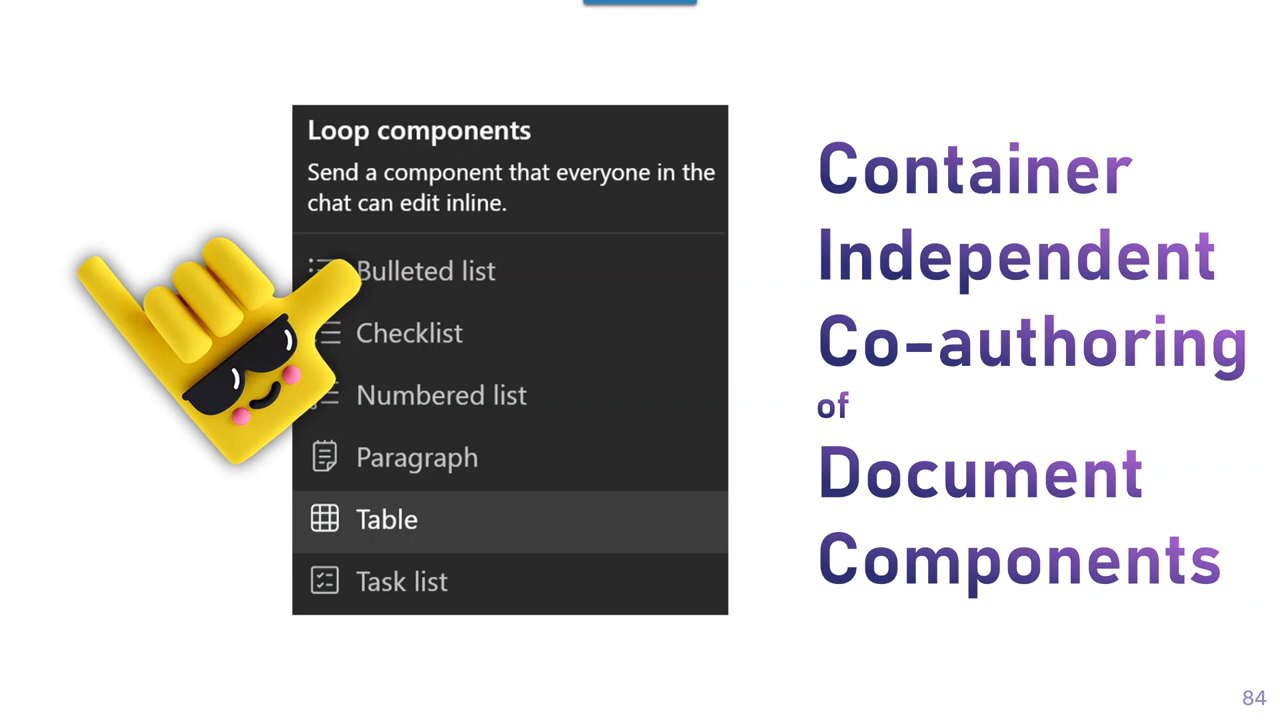 Loop components
Send a component that everyone in the
chat can edit inline.
Bulleted list
Checklist
Numbered list
Paragraph
Table
Task list
Container
Independent
Co-authoring
of
Document
Components
84